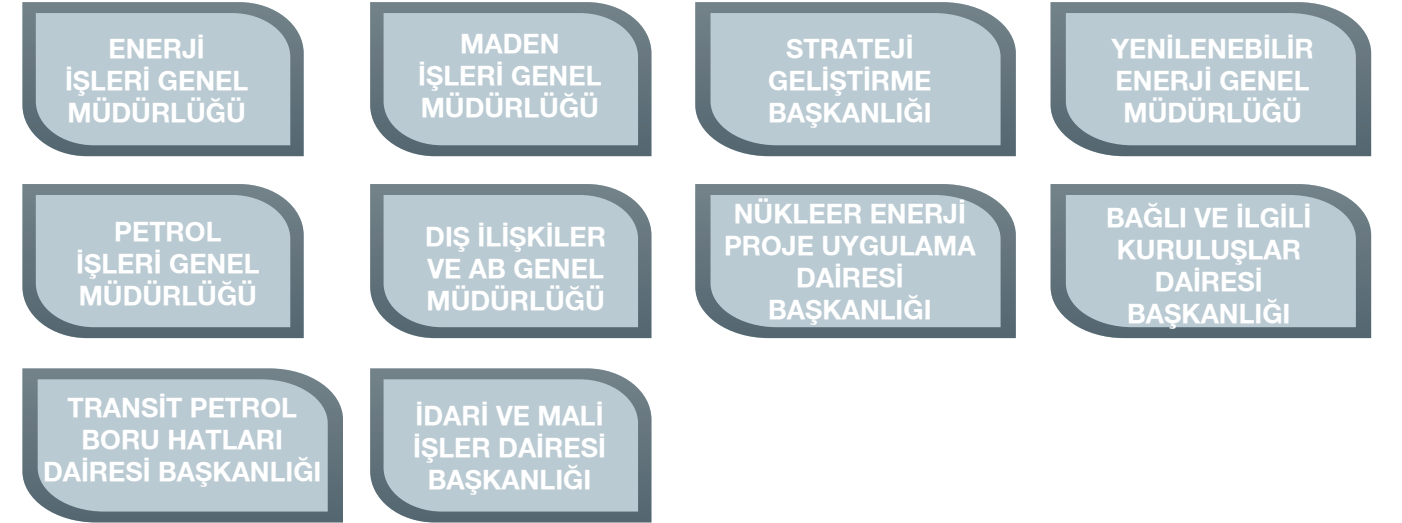 ENERJİ
İŞLERİ GENEL
MÜDÜRLÜĞÜ
MADEN
İŞLERİ GENEL
MÜDÜRLÜĞÜ
STRATEJİ
GELİŞTİRME
BAŞKANLIĞI
YENİLENEBİLİR
ENERJİ GENEL
MÜDÜRLÜĞÜ
PETROL
İŞLERİ GENEL
MÜDÜRLÜĞÜ
DIŞ İLİŞKİLER
VE AB GENEL
MÜDÜRLÜĞÜ
NÜKLEER ENERJİ
PROJE UYGULAMA
DAİRESİ
BAŞKANLIĞI
BAĞLI VE İLGİLİ
KURULUŞLAR
DAİRESİ
BAŞKANLIĞI
TRANSİT PETROL
BORU HATLARI
DAİRESİ BAŞKANLIĞI
İDARİ VE MALİ
İŞLER DAİRESİ
BAŞKANLIĞI